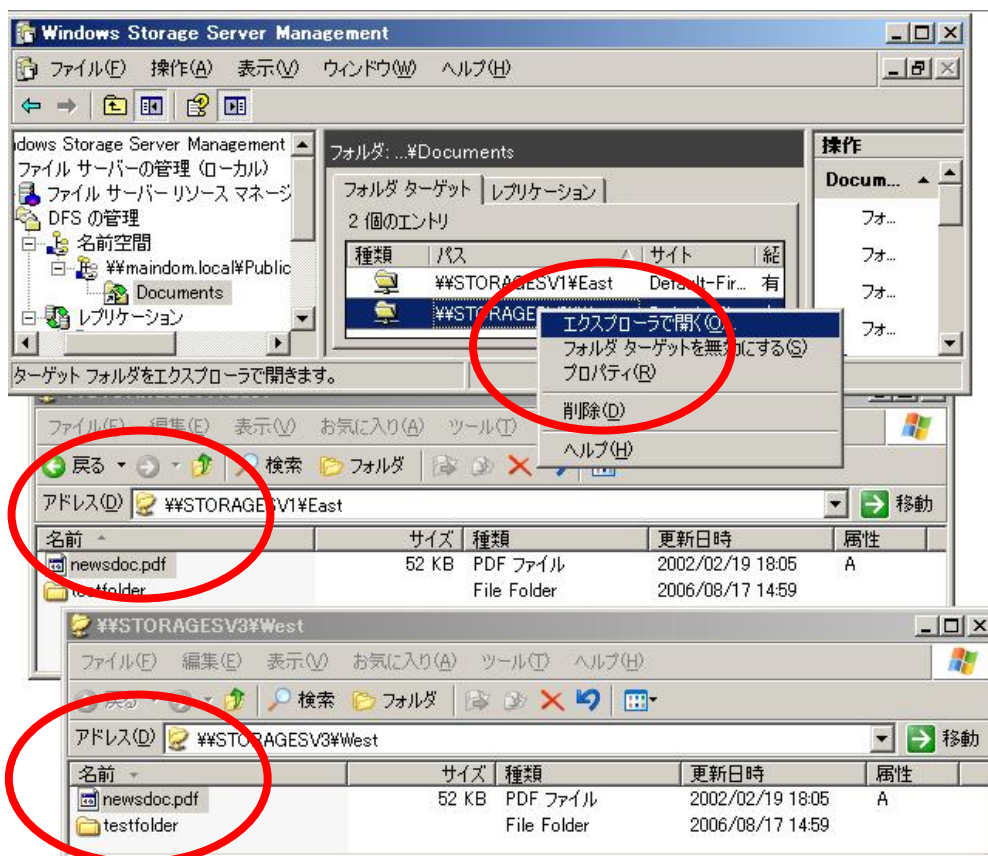 Windows Storage Server Management
ファイル(F) 操作(A) 表示(V) ウィンドウ(W) ヘルプ(H)
dows Storage Server Management
ファイル サーバーの管理 (ローカル)
ファイル サーバー リソース マネージ
DFS の管理
名前空間
¥¥maindom.local¥Public
Documents
レプリケーション
フォルダ: ...¥Documents
フォルダ ターゲット レプリケーション
2 個のエントリ
種類 パス サイト 紹
¥¥STORAGESV1¥East Default-Fir... 有
¥¥STORAGE
操作
Docum...
フォ...
フォ...
フォ...
フォ...
エクスプローラで開く(O)...
フォルダ ターゲットを無効にする(S)
プロパティ(R)
削除(D)
ヘルプ(H)
ターゲット フォルダをエクスプローラで開きます。
ファイル(F) 編集(E) 表示(V) お気に入り(A) ツール(T)
戻る 検索 フォルダ
アドレス(D) ¥¥STORAGESV1¥East 移動
名前 サイズ 種類 更新日時 属性
newsdoc.pdf 52 KB PDF ファイル 2002/02/19 18:05 A
testfolder File Folder 2006/08/17 14:59
¥¥STORAGESV3¥West
ファイル(F) 編集(E) 表示(V) お気に入り(A) ツール(T) ヘルプ(H)
戻る 検索 フォルダ
アドレス(D) ¥¥STORAGESV3¥West 移動
名前 サイズ 種類 更新日時 属性
newsdoc.pdf 52 KB PDF ファイル 2002/02/19 18:05 A
testfolder File Folder 2006/08/17 14:59